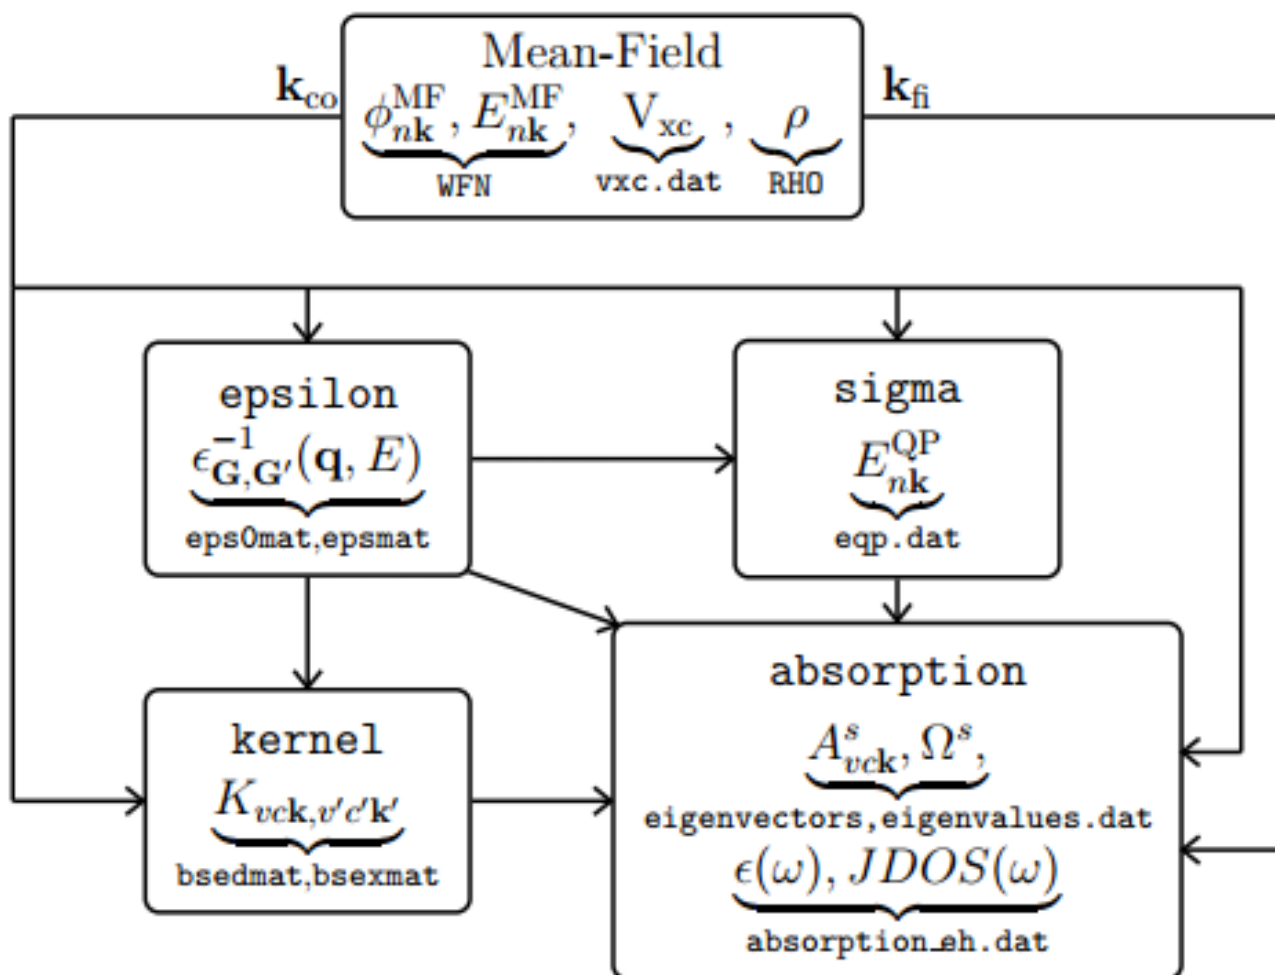 Mean-Field
k_co
k_fi
ϕ^MF_nk, E^MF_nk, V_xc, ρ
WFN
vxc.dat
RHO
epsilon
ϵ^−1_G,G′(q, E)
eps0mat,epsmat
sigma
E^QP_nk
eqp.dat
kernel
K_vck,v′c′k′
bsedmat,bsexmat
absorption
A^s_vck, Ω^s,
eigenvectors,eigenvalues.dat
ϵ(ω), JDOS(ω)
absorption_eh.dat